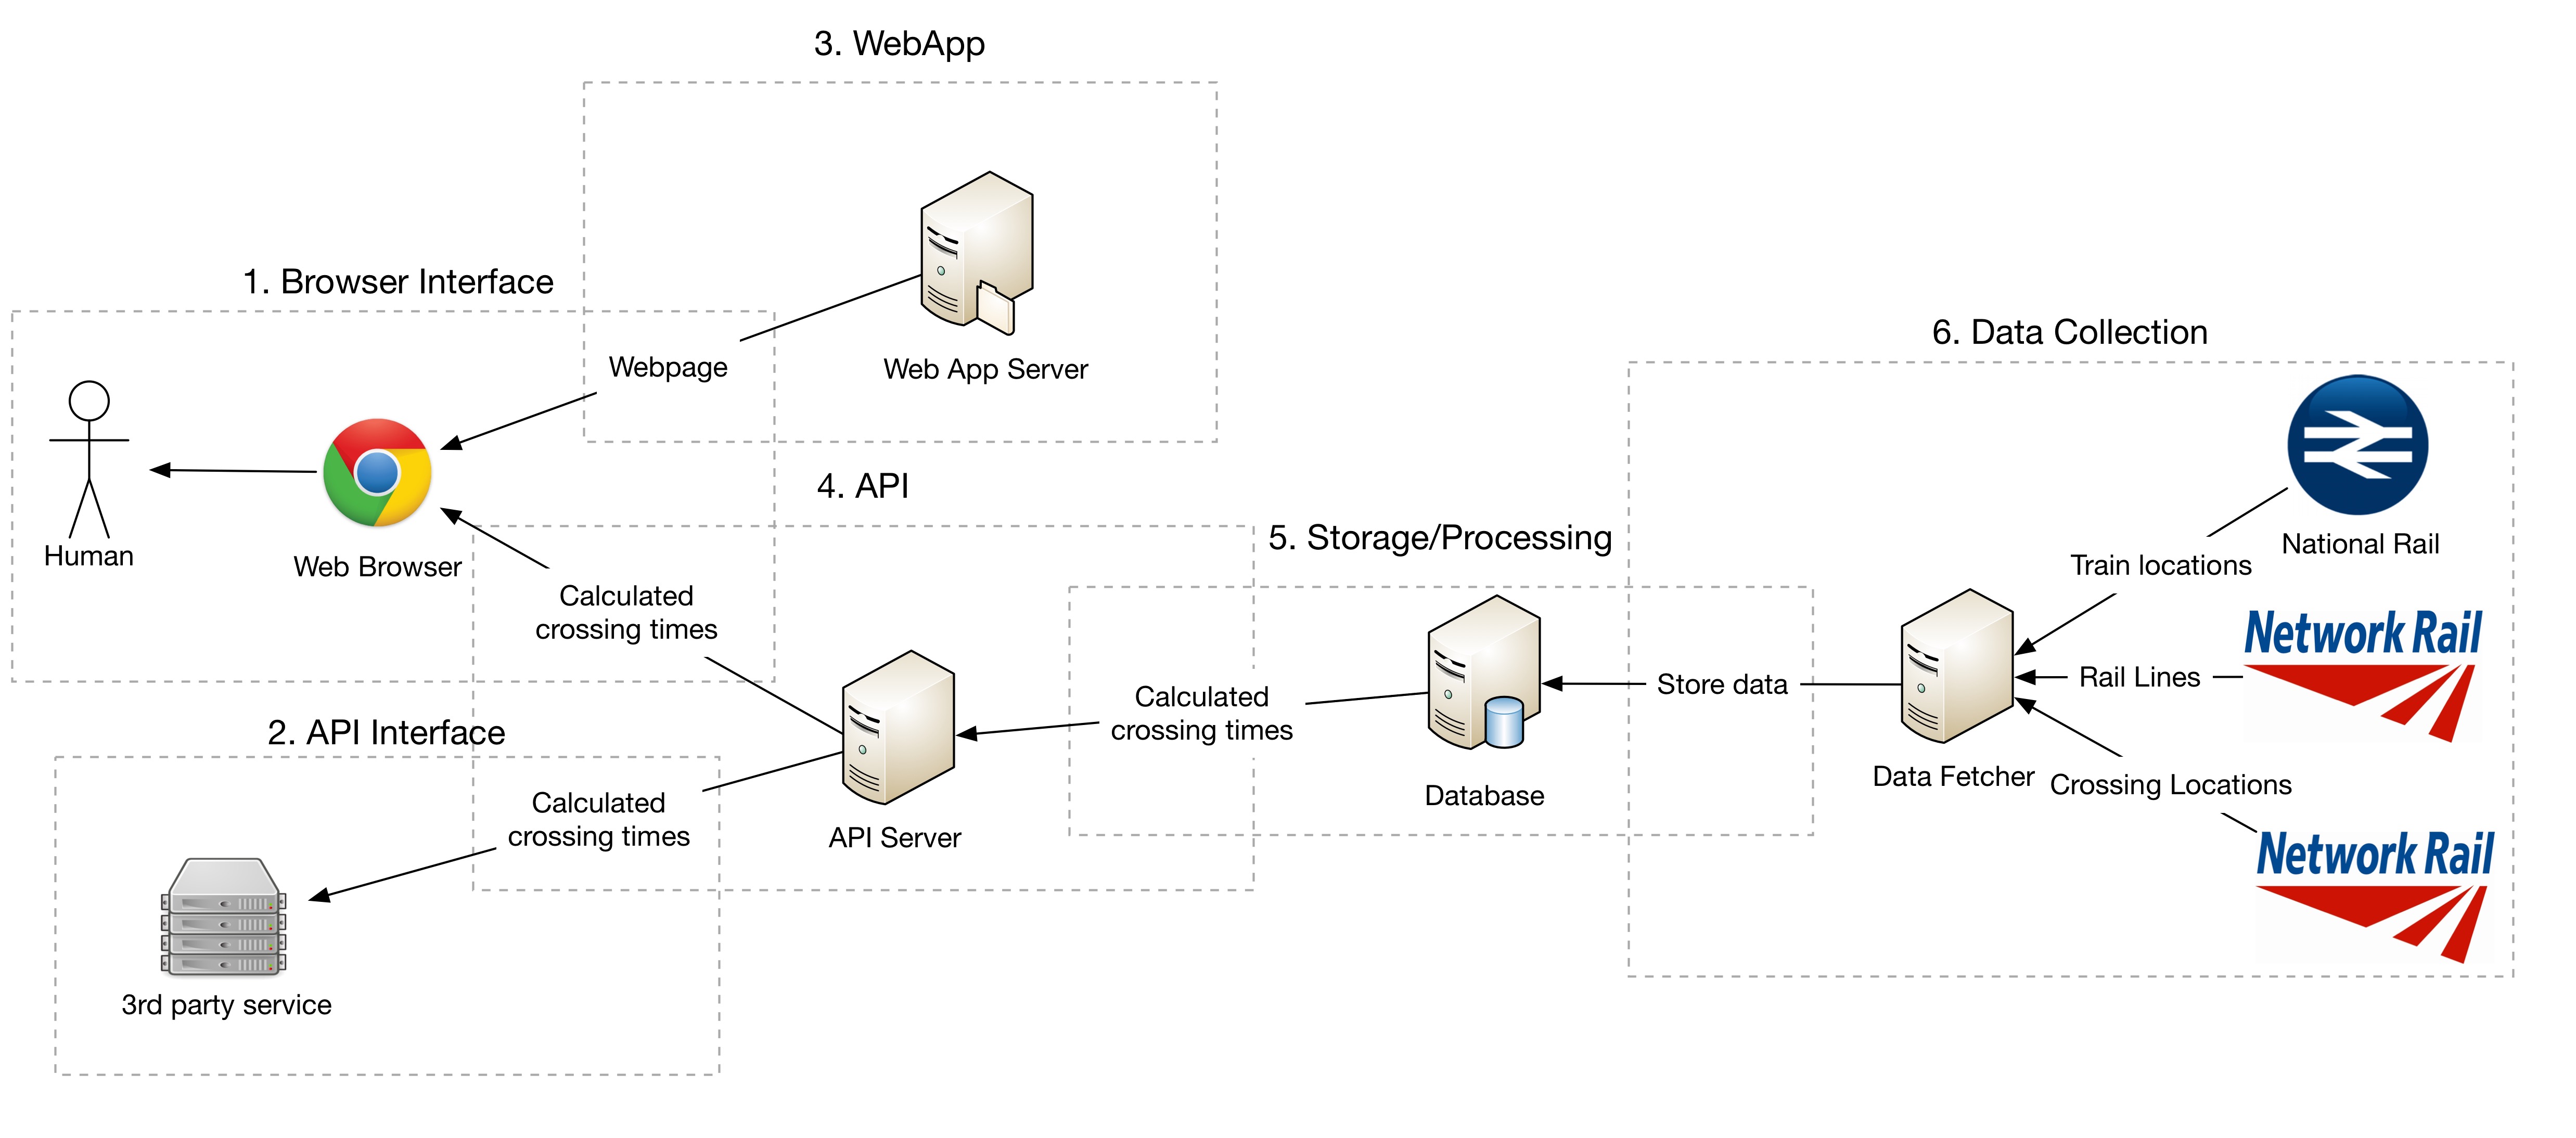 3. WebApp
Web App Server
1. Browser Interface
Webpage
Human
Web Browser
4. API
Calculated
crossing times
API Server
2. API Interface
Calculated
crossing times
3rd party service
5. Storage/Processing
Calculated
crossing times
Database
Store data
6. Data Collection
National Rail
Train locations
Network Rail
Rail Lines
Data Fetcher
Crossing Locations
Network Rail